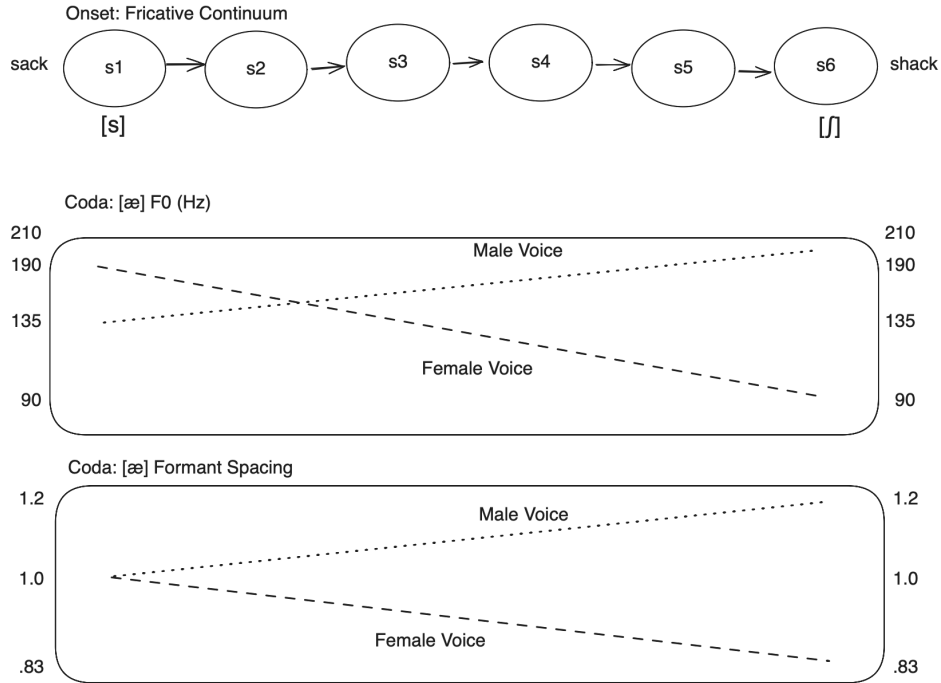 Onset: Fricative Continuum
sack s1 s2 s3 s4 s5 s6 shack
[s] [ʃ]
Coda: [æ] F0 (Hz)
210 210
Male Voice
190 190
135 135
Female Voice
90 90
Coda: [æ] Formant Spacing
1.2 1.2
Male Voice
1.0 1.0
Female Voice
.83 .83